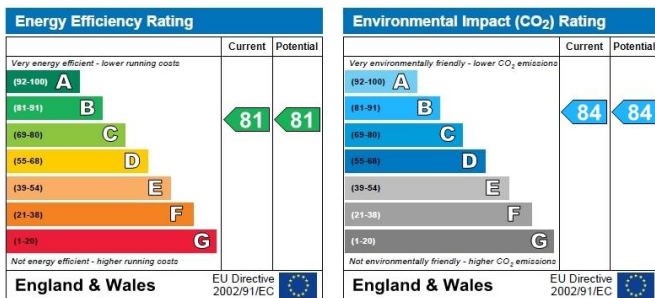 Energy Efficiency Rating
Current Potential
Very energy efficient - lower running costs
(92-100) A
(81-91) B
(69-80) C
(55-68) D
(39-54) E
(21-38) F
(1-20) G
81 81
Not energy efficient - higher running costs
England & Wales
EU Directive
2002/91/EC
Environmental Impact (CO₂) Rating
Current Potential
Very environmentally friendly - lower CO₂ emissions
(92-100) A
(81-91) B
(69-80) C
(55-68) D
(39-54) E
(21-38) F
(1-20) G
84 84
Not environmentally friendly - higher CO₂ emissions
England & Wales
EU Directive
2002/91/EC